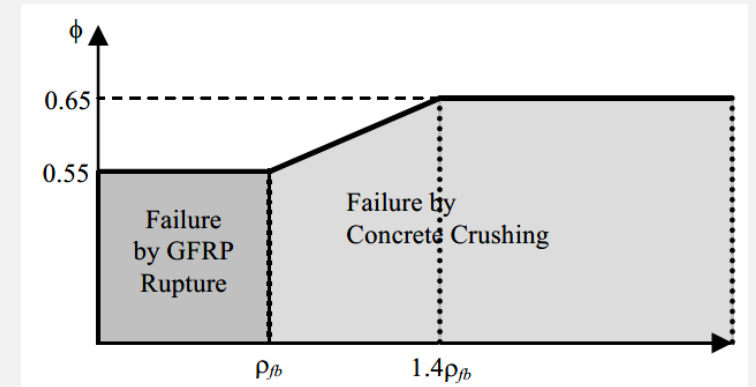 ϕ
0.65
0.55
Failure
by GFRP
Rupture
Failure by
Concrete Crushing
ρfb
1.4ρfb